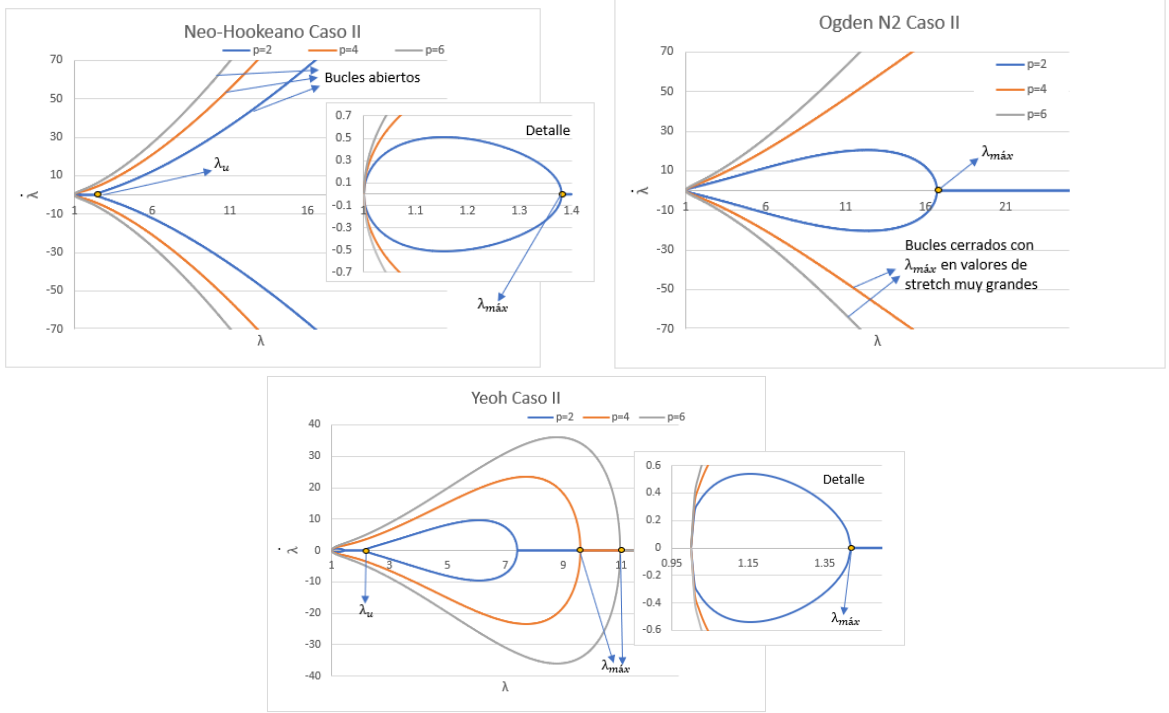 Neo-Hookeano Caso II
p=2 p=4 p=6
70
50
30
10
-10
-30
-50
-70
λ̇
1 6 11 16
λ
Bucles abiertos
λu
Detalle
0.7
0.5
0.3
0.1
-0.1
-0.3
-0.5
-0.7
1 1.1 1.2 1.3 1.4
λmáx
Ogden N2 Caso II
p=2
p=4
p=6
70
50
30
10
-10
-30
-50
-70
λ̇
1 6 11 16 21
λ
λmáx
Bucles cerrados con
λmáx en valores de
stretch muy grandes
Yeoh Caso II
p=2 p=4 p=6
40
30
20
10
0
-10
-20
-30
-40
λ̇
1 3 5 7 9 11
λ
λu
λmáx
Detalle
0.6
0.4
0.2
0
-0.2
-0.4
-0.6
0.95 1.15 1.35
λmáx